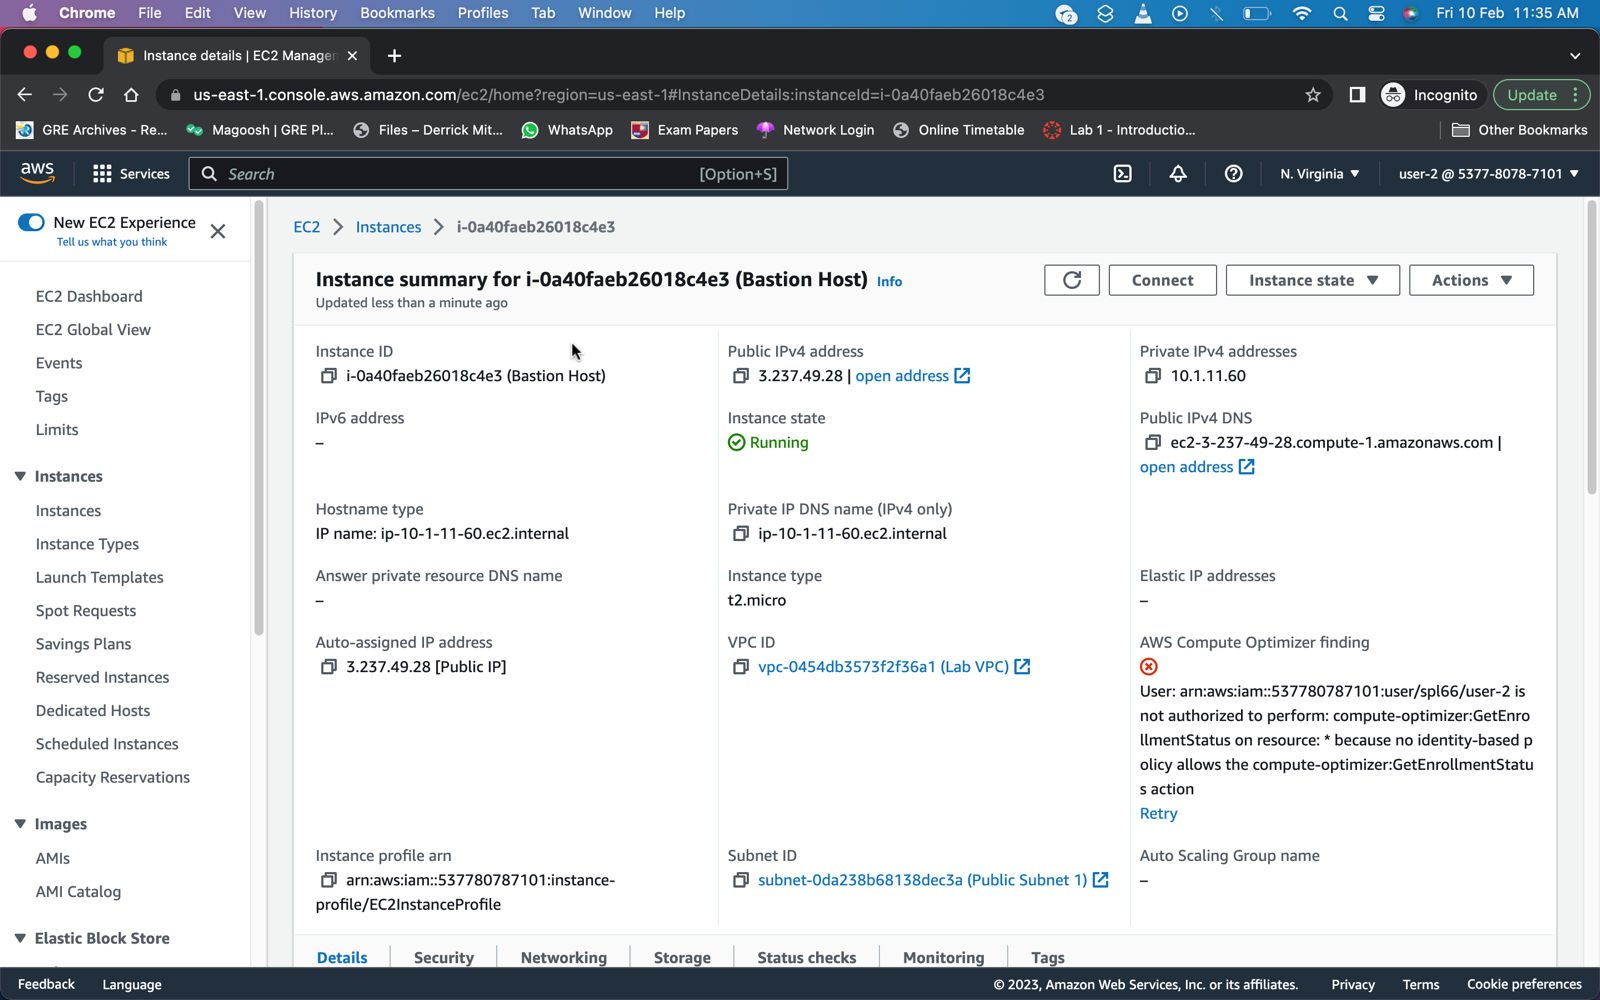 Chrome File Edit View History Bookmarks Profiles Tab Window Help 2 Fri 10 Feb 11:35 AM
Instance details | EC2 Manage
us-east-1.console.aws.amazon.com/ec2/home?region=us-east-1#InstanceDetails:instanceId=i-0a40faeb26018c4e3 Incognito Update
GRE Archives - Re... Magoosh | GRE Pl... Files – Derrick Mit... WhatsApp Exam Papers Network Login Online Timetable Lab 1 - Introductio... Other Bookmarks
aws Services Search [Option+S] N. Virginia user-2 @ 5377-8078-7101
New EC2 Experience
Tell us what you think
EC2 Dashboard
EC2 Global View
Events
Tags
Limits
Instances
Instances
Instance Types
Launch Templates
Spot Requests
Savings Plans
Reserved Instances
Dedicated Hosts
Scheduled Instances
Capacity Reservations
Images
AMIs
AMI Catalog
Elastic Block Store
EC2 > Instances > i-0a40faeb26018c4e3
Instance summary for i-0a40faeb26018c4e3 (Bastion Host) Info
Updated less than a minute ago
Connect Instance state Actions
Instance ID
i-0a40faeb26018c4e3 (Bastion Host)
Public IPv4 address
3.237.49.28 | open address
Private IPv4 addresses
10.1.11.60
IPv6 address
–
Instance state
Running
Public IPv4 DNS
ec2-3-237-49-28.compute-1.amazonaws.com |
open address
Hostname type
IP name: ip-10-1-11-60.ec2.internal
Private IP DNS name (IPv4 only)
ip-10-1-11-60.ec2.internal
Answer private resource DNS name
–
Instance type
t2.micro
Elastic IP addresses
–
Auto-assigned IP address
3.237.49.28 [Public IP]
VPC ID
vpc-0454db3573f2f36a1 (Lab VPC)
AWS Compute Optimizer finding
User: arn:aws:iam::537780787101:user/spl66/user-2 is
not authorized to perform: compute-optimizer:GetEnro
llmentStatus on resource: * because no identity-based p
olicy allows the compute-optimizer:GetEnrollmentStatu
s action
Retry
Instance profile arn
arn:aws:iam::537780787101:instance-
profile/EC2InstanceProfile
Subnet ID
subnet-0da238b68138dec3a (Public Subnet 1)
Auto Scaling Group name
–
Details Security Networking Storage Status checks Monitoring Tags
Feedback Language © 2023, Amazon Web Services, Inc. or its affiliates. Privacy Terms Cookie preferences